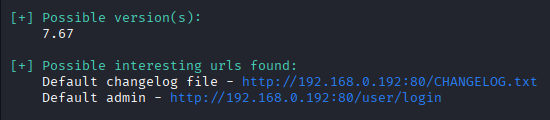 [+] Possible version(s):
7.67
[+] Possible interesting urls found:
Default changelog file - http://192.168.0.192:80/CHANGELOG.txt
Default admin - http://192.168.0.192:80/user/login